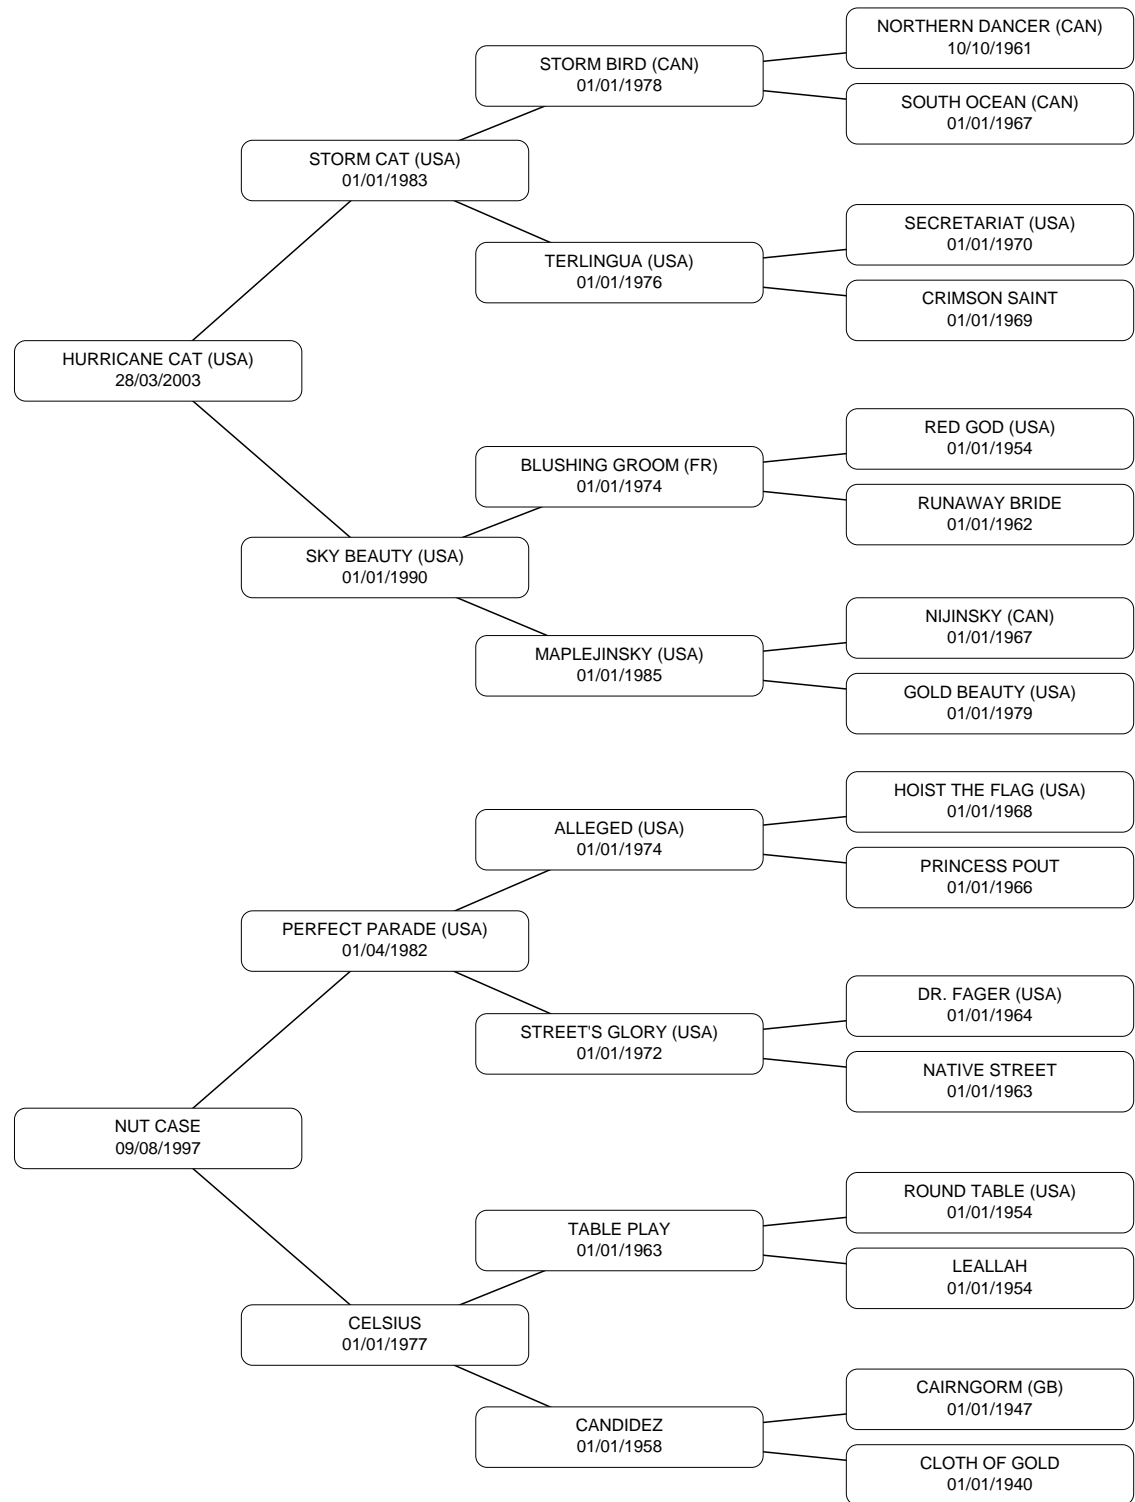 NORTHERN DANCER (CAN)
10/10/1961
STORM BIRD (CAN)
01/01/1978
SOUTH OCEAN (CAN)
01/01/1967
STORM CAT (USA)
01/01/1983
SECRETARIAT (USA)
01/01/1970
TERLINGUA (USA)
01/01/1976
CRIMSON SAINT
01/01/1969
HURRICANE CAT (USA)
28/03/2003
RED GOD (USA)
01/01/1954
BLUSHING GROOM (FR)
01/01/1974
RUNAWAY BRIDE
01/01/1962
SKY BEAUTY (USA)
01/01/1990
NIJINSKY (CAN)
01/01/1967
MAPLEJINSKY (USA)
01/01/1985
GOLD BEAUTY (USA)
01/01/1979
HOIST THE FLAG (USA)
01/01/1968
ALLEGED (USA)
01/01/1974
PRINCESS POUT
01/01/1966
PERFECT PARADE (USA)
01/04/1982
DR. FAGER (USA)
01/01/1964
STREET'S GLORY (USA)
01/01/1972
NATIVE STREET
01/01/1963
NUT CASE
09/08/1997
ROUND TABLE (USA)
01/01/1954
TABLE PLAY
01/01/1963
LEALLAH
01/01/1954
CELSIUS
01/01/1977
CAIRNGORM (GB)
01/01/1947
CANDIDEZ
01/01/1958
CLOTH OF GOLD
01/01/1940